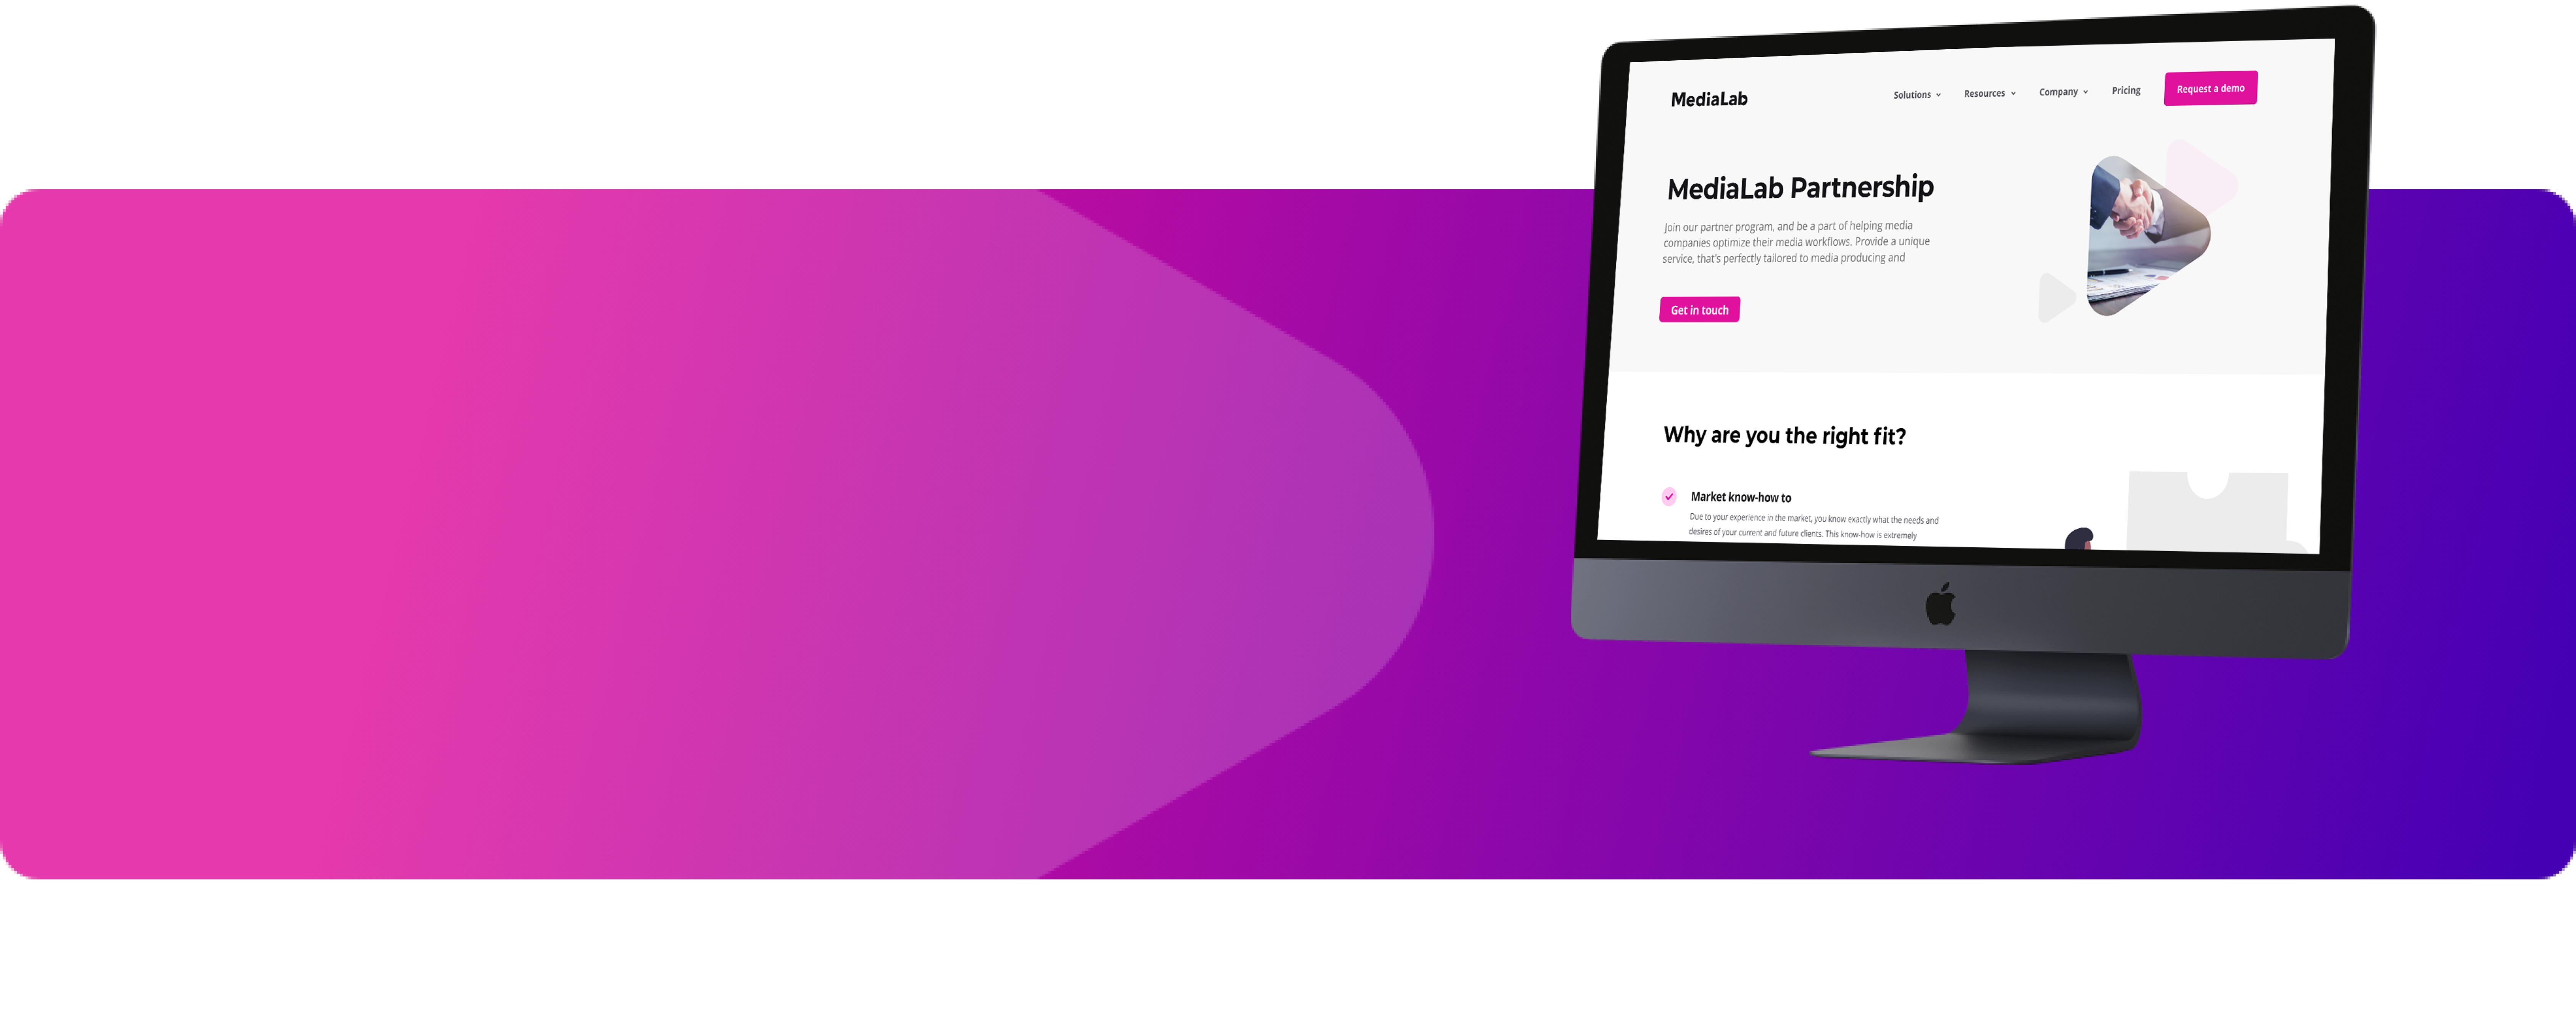 MediaLab
Solutions
Resources
Company
Pricing
Request a demo
MediaLab Partnership
Join our partner program, and be a part of helping media
companies optimize their media workflows. Provide a unique
service, that's perfectly tailored to media producing and
Get in touch
Why are you the right fit?
Market know-how to
Due to your experience in the market, you know exactly what the needs and
desires of your current and future clients. This know-how is extremely